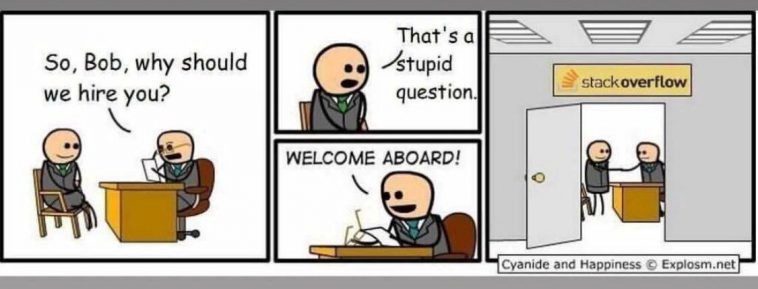 So, Bob, why should
we hire you?
That's a
stupid
question.
WELCOME ABOARD!
stackoverflow
Cyanide and Happiness © Explosm.net